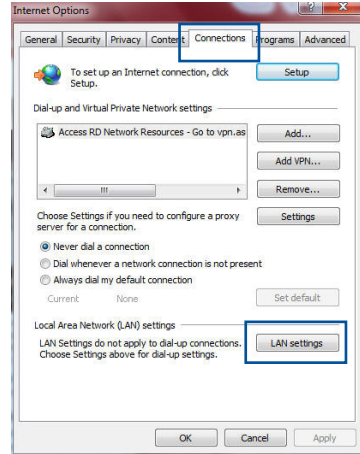 Internet Options
General Security Privacy Content Connections Programs Advanced
To set up an Internet connection, click
Setup.
Setup
Dial-up and Virtual Private Network settings
Access RD Network Resources - Go to vpn.as
Add...
Add VPN...
Remove...
Choose Settings if you need to configure a proxy
server for a connection.
Settings
Never dial a connection
Dial whenever a network connection is not present
Always dial my default connection
Current None
Set default
Local Area Network (LAN) settings
LAN Settings do not apply to dial-up connections.
Choose Settings above for dial-up settings.
LAN settings
OK Cancel Apply